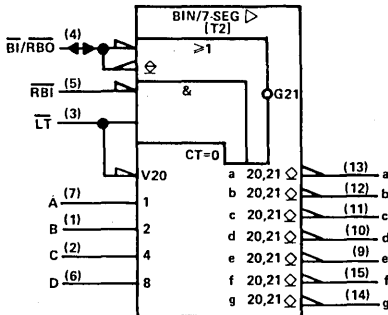 BIN/7-SEG ▷
[T2]
(4)
BI/RBO
≥1
(5)
RBI
&
G21
(3)
LT
CT=0
V20
(7)
A 1
(1)
B 2
(2)
C 4
(6)
D 8
a 20,21 (13) a
b 20,21 (12) b
c 20,21 (11) c
d 20,21 (10) d
e 20,21 (9) e
f 20,21 (15) f
g 20,21 (14) g